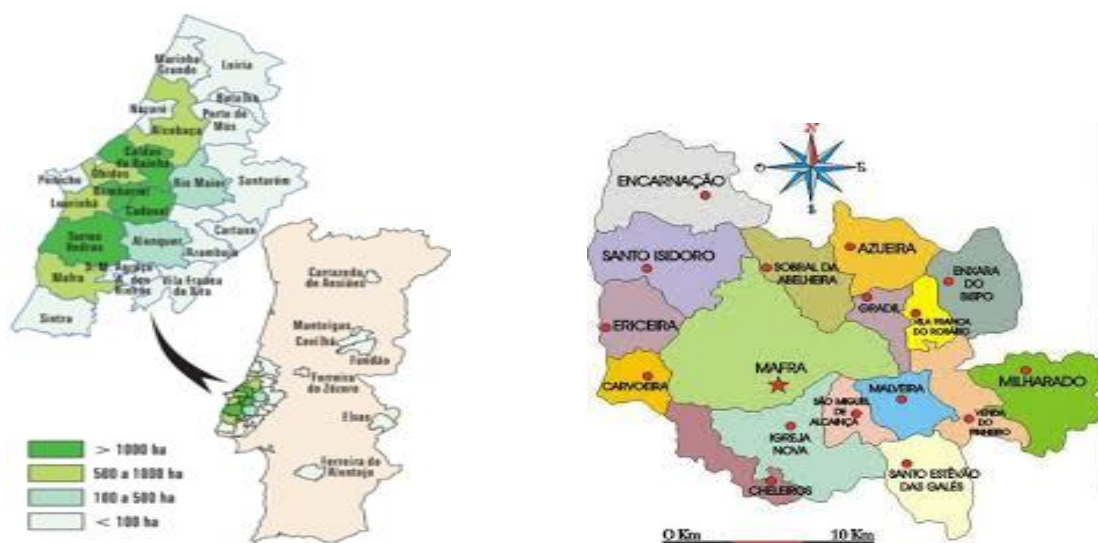 Marinha
Grande
Leiria
Batalha
Nazaré
Porto de
Mós
Alcobaça
Caldas
da Rainha
Óbidos
Peniche
Bombarral
Rio Maior
Santarém
Lourinhã
Cadaval
Torres
Vedras
Alenquer
Cartaxo
Azambuja
S. M. Agraço
A. dos
Vinhos
Mafra
Vila Franca
de Xira
Sintra
Carrazeda
de Ansiães
Manteigas
Covilhã
Fundão
Ferreira
do Zêzere
Elvas
Ferreira do
Alentejo
> 1000 ha
500 a 1000 ha
100 a 500 ha
< 100 ha
N
O
E
S
ENCARNAÇÃO
SANTO ISIDORO
SOBRAL DA
ABELHEIRA
AZUEIRA
ENXARA
DO
BISPO
GRADIL
VILA FRANCA
DO ROSÁRIO
ERICEIRA
MAFRA
CARVOEIRA
MALVEIRA
MILHARADO
SÃO MIGUEL
DE
ALCAINÇA
VENDA
DO
PINHEIRO
IGREJA
NOVA
CHELEIROS
SANTO ESTÊVÃO
DAS GALÉS
O Km
10 Km